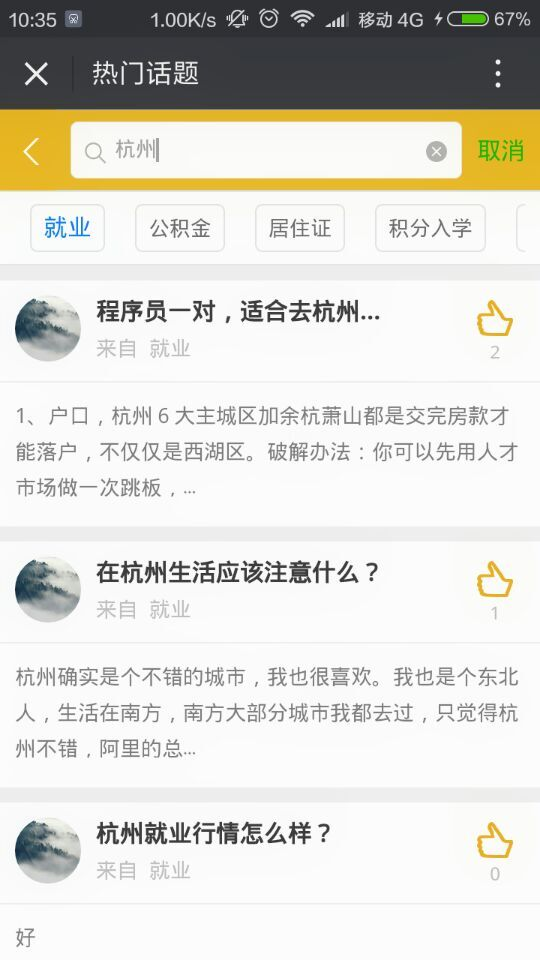 10:35 1.00K/s 移动 4G 67%
热门话题
杭州 取消
就业 公积金 居住证 积分入学
程序员一对，适合去杭州...
来自 就业
2
1、户口，杭州 6 大主城区加余杭萧山都是交完房款才
能落户，不仅仅是西湖区。破解办法：你可以先用人才
市场做一次跳板，...
在杭州生活应该注意什么？
来自 就业
1
杭州确实是个不错的城市，我也很喜欢。我也是个东北
人，生活在南方，南方大部分城市我都去过，只觉得杭
州不错，阿里的总...
杭州就业行情怎么样？
来自 就业
0
好